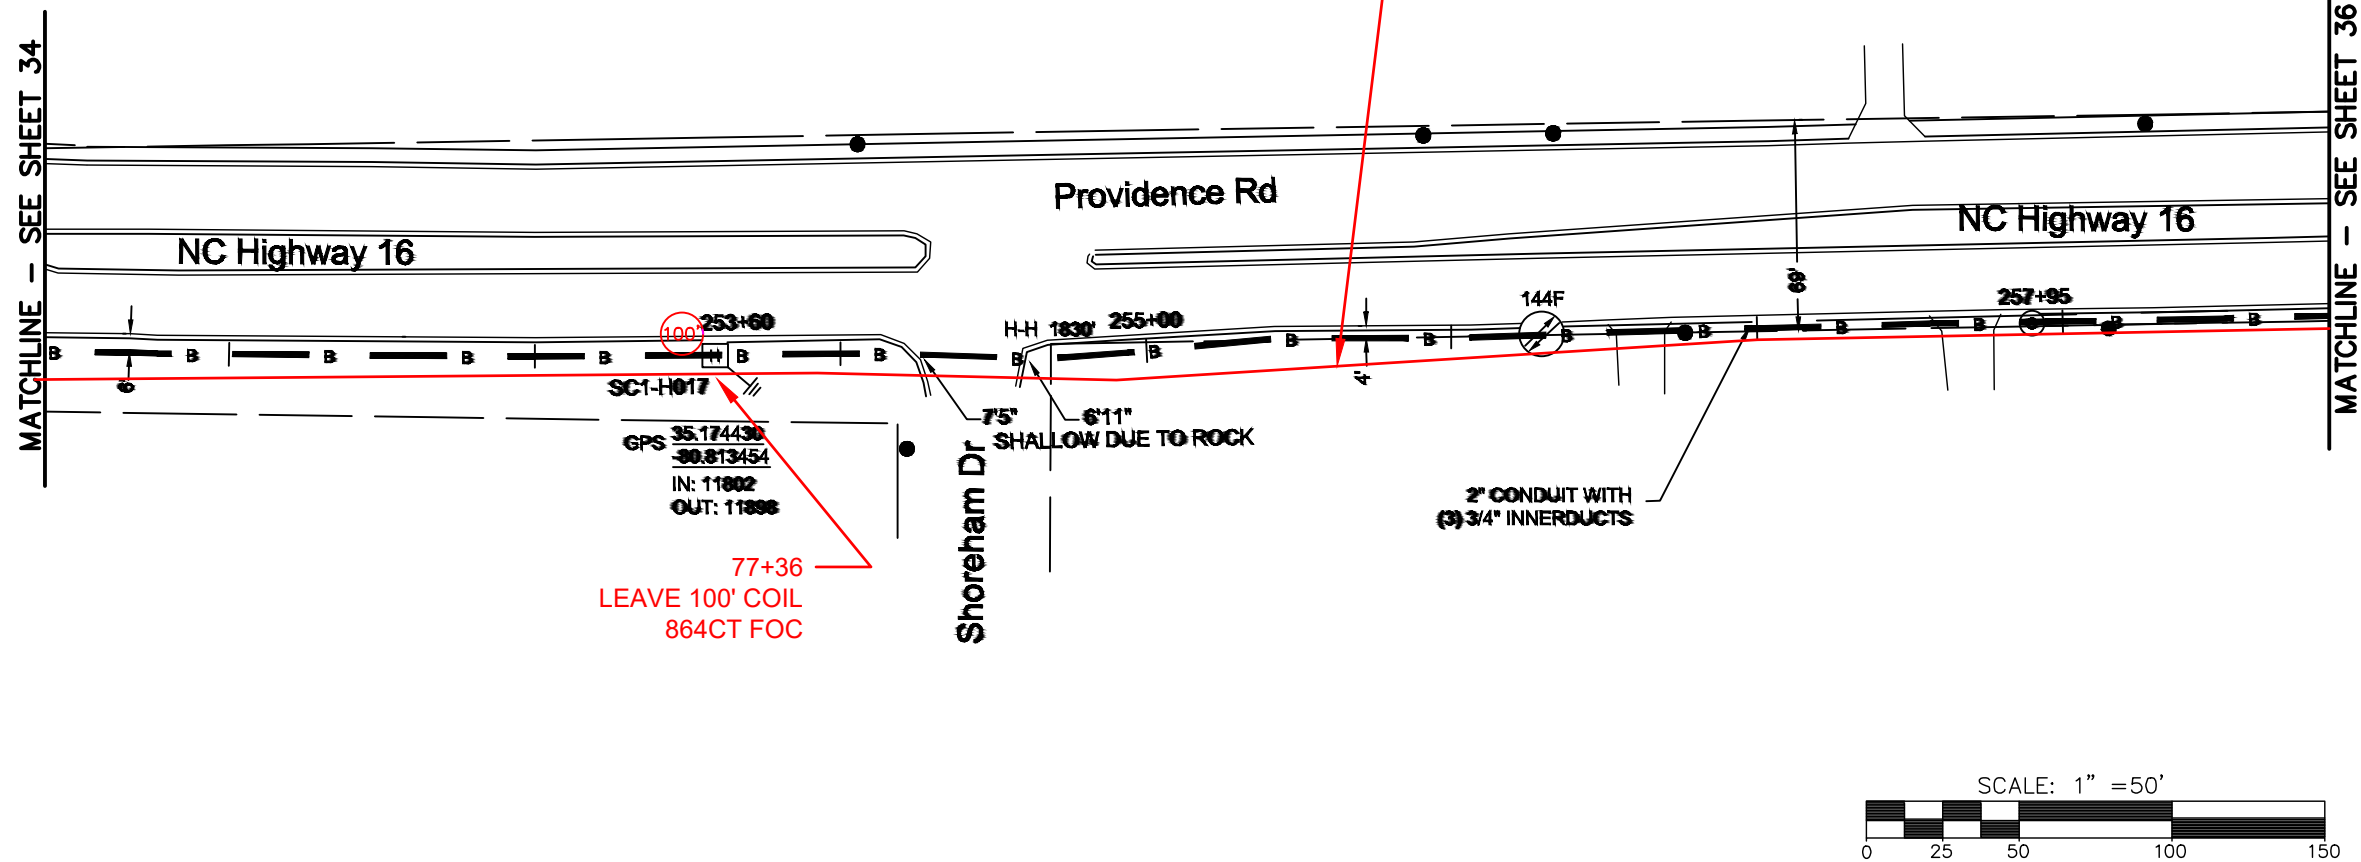 MATCHLINE - SEE SHEET 34
MATCHLINE - SEE SHEET 36
Providence Rd
NC Highway 16
NC Highway 16
69'
144F
257+95
100'
253+60
H-H 1830'
255+00
B B B B B H B B B B B B B B B B B B
6'
4'
SC1-H017
7'5"
6'11"
SHALLOW DUE TO ROCK
GPS 35.174430
-80.813454
IN: 11802
OUT: 11898
Shoreham Dr
2" CONDUIT WITH
(3) 3/4" INNERDUCTS
77+36
LEAVE 100' COIL
864CT FOC
SCALE: 1" =50'
0 25 50 100 150